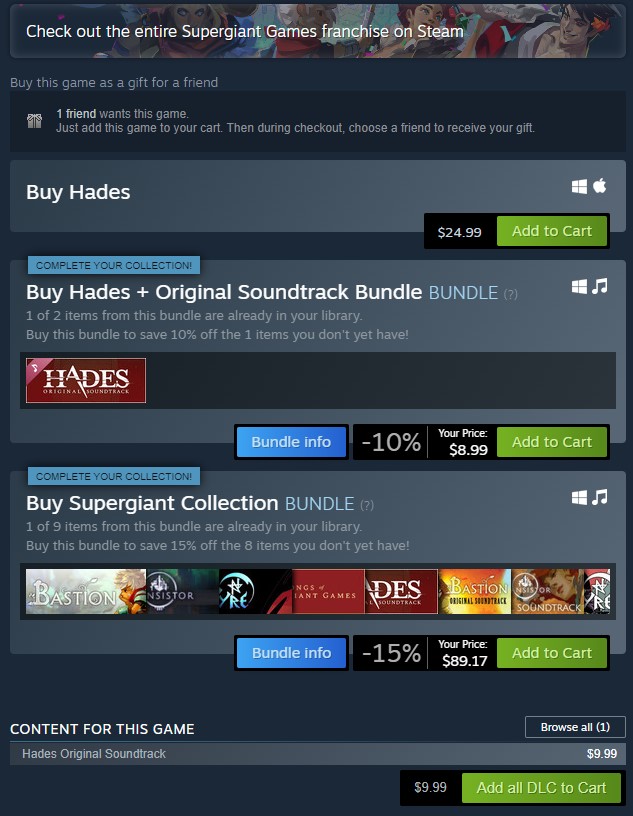 Check out the entire Supergiant Games franchise on Steam
Buy this game as a gift for a friend
1 friend wants this game.
Just add this game to your cart. Then during checkout, choose a friend to receive your gift.
Buy Hades
$24.99 Add to Cart
COMPLETE YOUR COLLECTION!
Buy Hades + Original Soundtrack Bundle BUNDLE (?)
1 of 2 items from this bundle are already in your library.
Buy this bundle to save 10% off the 1 items you don't yet have!
HADES
ORIGINAL SOUNDTRACK
Bundle info -10% Your Price: $8.99 Add to Cart
COMPLETE YOUR COLLECTION!
Buy Supergiant Collection BUNDLE (?)
1 of 9 items from this bundle are already in your library.
Buy this bundle to save 15% off the 8 items you don't yet have!
BASTION NSISTOR YRE NGS of IANT GAMES DES L SOUNDTRACK BASTION ORIGINAL SOUNDTRACK NSISTOR SOUNDTRACK
Bundle info -15% Your Price: $89.17 Add to Cart
CONTENT FOR THIS GAME Browse all (1)
Hades Original Soundtrack $9.99
$9.99 Add all DLC to Cart